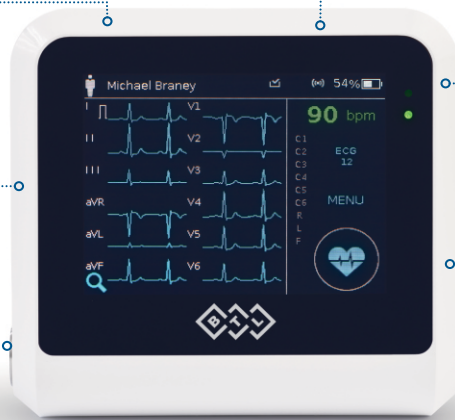 Michael Braney
54%
I
V1
90 bpm
II
V2
C1
C2
C3
C4
C5
C6
R
L
F
ECG
12
III
V3
MENU
aVR
V4
aVL
V5
aVF
V6
BTL